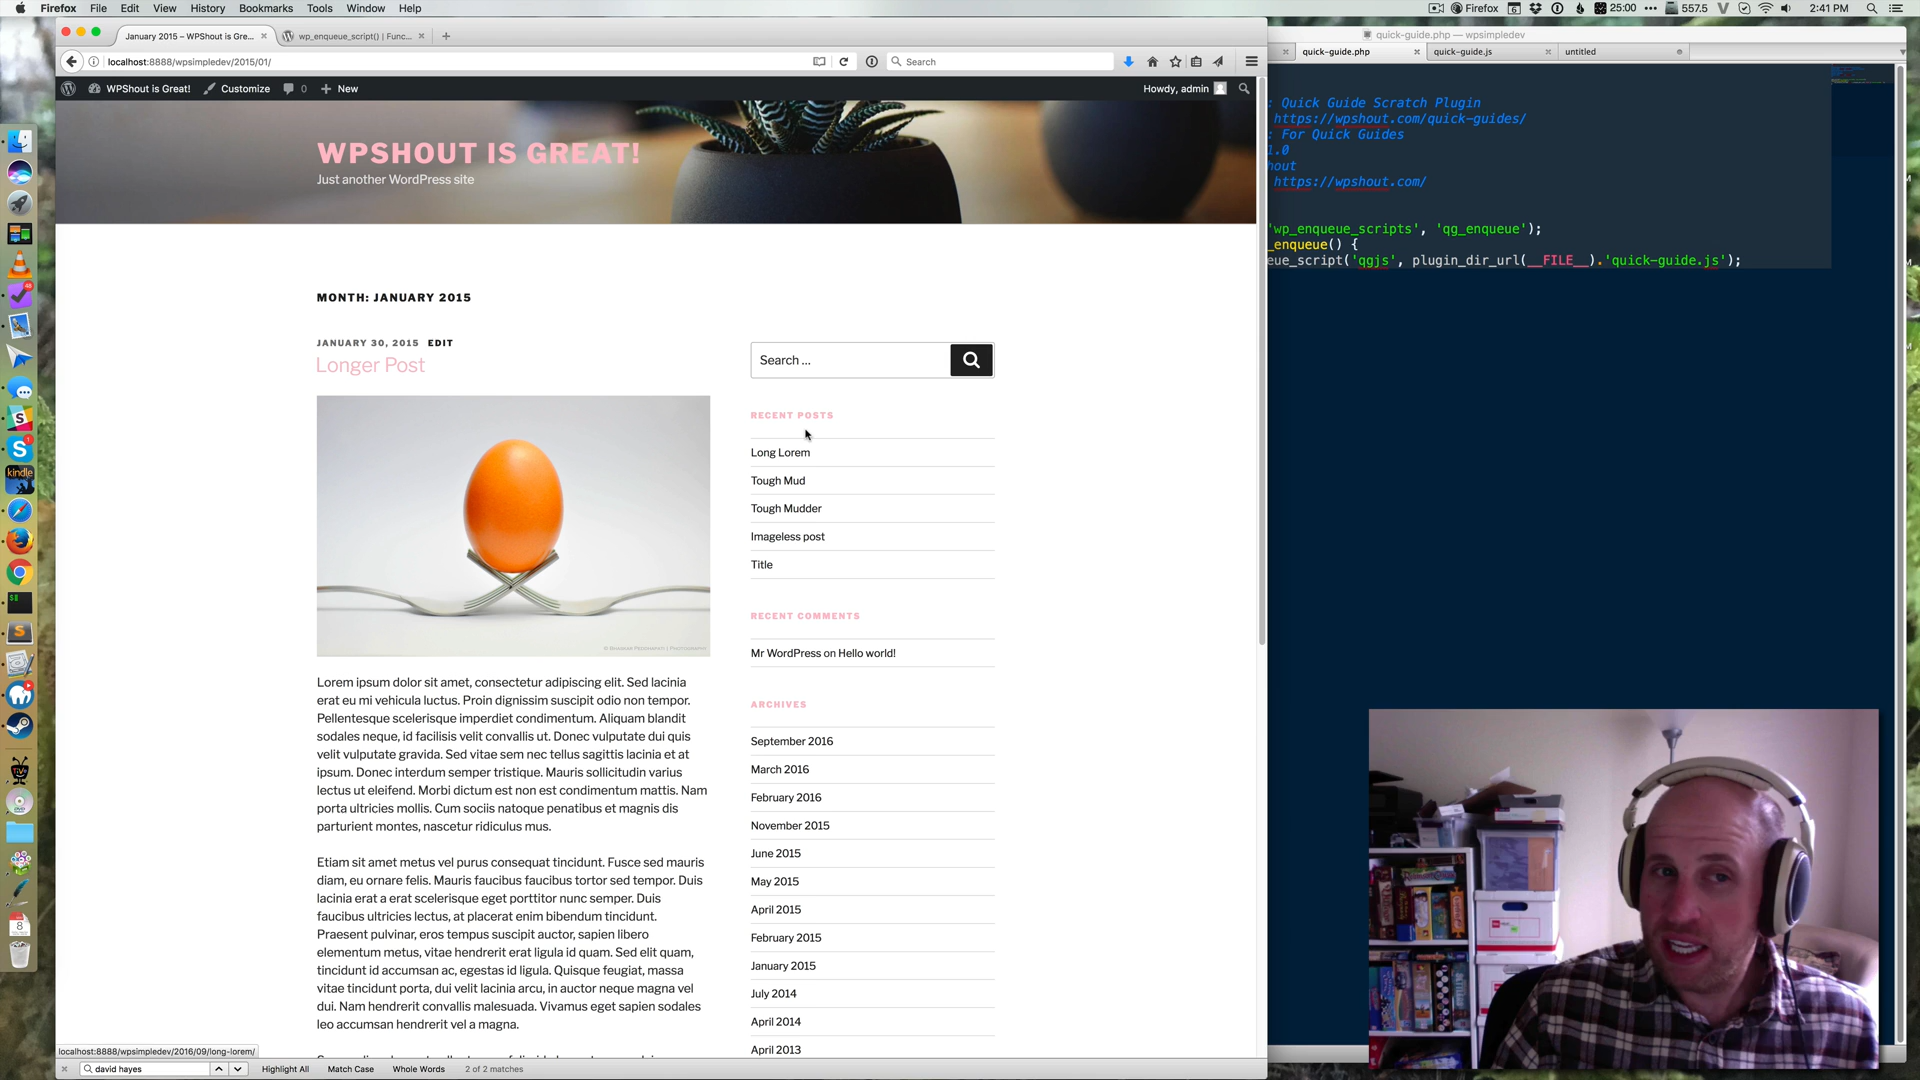 Firefox File Edit View History Bookmarks Tools Window Help
Firefox 25:00 557.5 2:41 PM
January 2015 – WPShout is Gre...
wp_enqueue_script() | Func...
localhost:8888/wpsimpledev/2015/01/
Search
WPShout is Great! Customize 0 New
Howdy, admin
WPSHOUT IS GREAT!
Just another WordPress site
MONTH: JANUARY 2015
JANUARY 30, 2015 EDIT
Longer Post
Lorem ipsum dolor sit amet, consectetur adipiscing elit. Sed lacinia
erat eu mi vehicula luctus. Proin dignissim suscipit odio non tempor.
Pellentesque scelerisque imperdiet condimentum. Aliquam blandit
sodales neque, id facilisis velit convallis ut. Donec vulputate dui quis
velit vulputate gravida. Sed vitae sem nec tellus sagittis lacinia et at
ipsum. Donec interdum semper tristique. Mauris sollicitudin varius
lectus ut eleifend. Morbi dictum est non est condimentum mattis. Nam
porta ultricies mollis. Cum sociis natoque penatibus et magnis dis
parturient montes, nascetur ridiculus mus.
Etiam sit amet metus vel purus consequat tincidunt. Fusce sed mauris
diam, eu ornare felis. Mauris faucibus faucibus tortor sed tempor. Duis
lacinia erat a erat scelerisque eget porttitor nunc semper. Duis
faucibus ultricies lectus, at placerat enim bibendum tincidunt.
Praesent pulvinar, eros tempus suscipit auctor, sapien libero
elementum metus, vitae hendrerit erat ligula id quam. Sed elit quam,
tincidunt id accumsan ac, egestas id ligula. Quisque feugiat, massa
vitae tincidunt porta, dui velit lacinia arcu, in auctor neque magna vel
dui. Nam hendrerit convallis malesuada. Vivamus eget sapien sodales
leo accumsan hendrerit vel a magna.
Search ...
RECENT POSTS
Long Lorem
Tough Mud
Tough Mudder
Imageless post
Title
RECENT COMMENTS
Mr WordPress on Hello world!
ARCHIVES
September 2016
March 2016
February 2016
November 2015
June 2015
May 2015
April 2015
February 2015
January 2015
July 2014
April 2014
April 2013
localhost:8888/wpsimpledev/2016/09/long-lorem/
david hayes Highlight All Match Case Whole Words 2 of 2 matches
quick-guide.php — wpsimpledev
quick-guide.php quick-guide.js untitled
: Quick Guide Scratch Plugin
https://wpshout.com/quick-guides/
: For Quick Guides
1.0
hout
https://wpshout.com/
'wp_enqueue_scripts', 'qg_enqueue');
_enqueue() {
eue_script('qgjs', plugin_dir_url(__FILE__).'quick-guide.js');
kindle
8